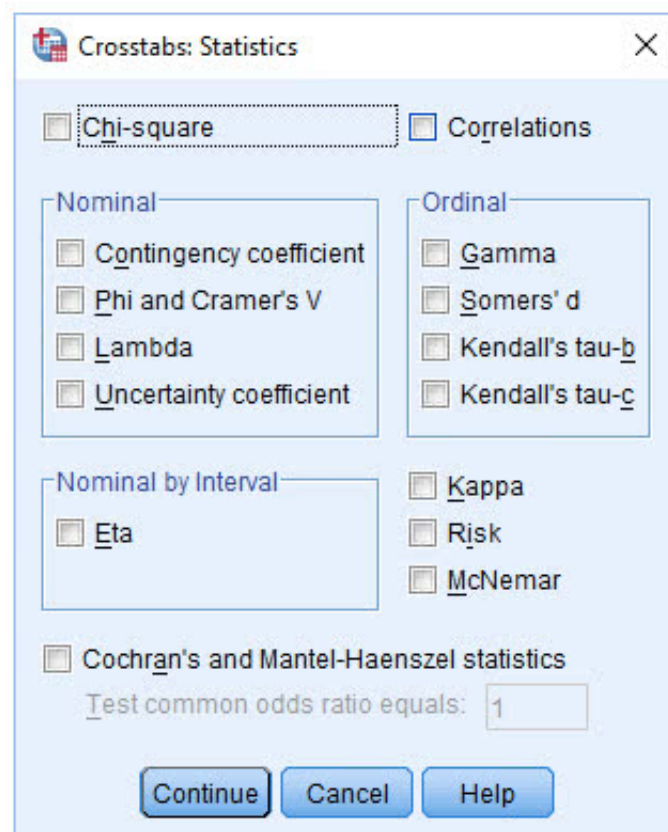 Crosstabs: Statistics
Chi-square
Correlations
Nominal
Contingency coefficient
Phi and Cramer's V
Lambda
Uncertainty coefficient
Ordinal
Gamma
Somers' d
Kendall's tau-b
Kendall's tau-c
Nominal by Interval
Eta
Kappa
Risk
McNemar
Cochran's and Mantel-Haenszel statistics
Test common odds ratio equals: 1
Continue Cancel Help